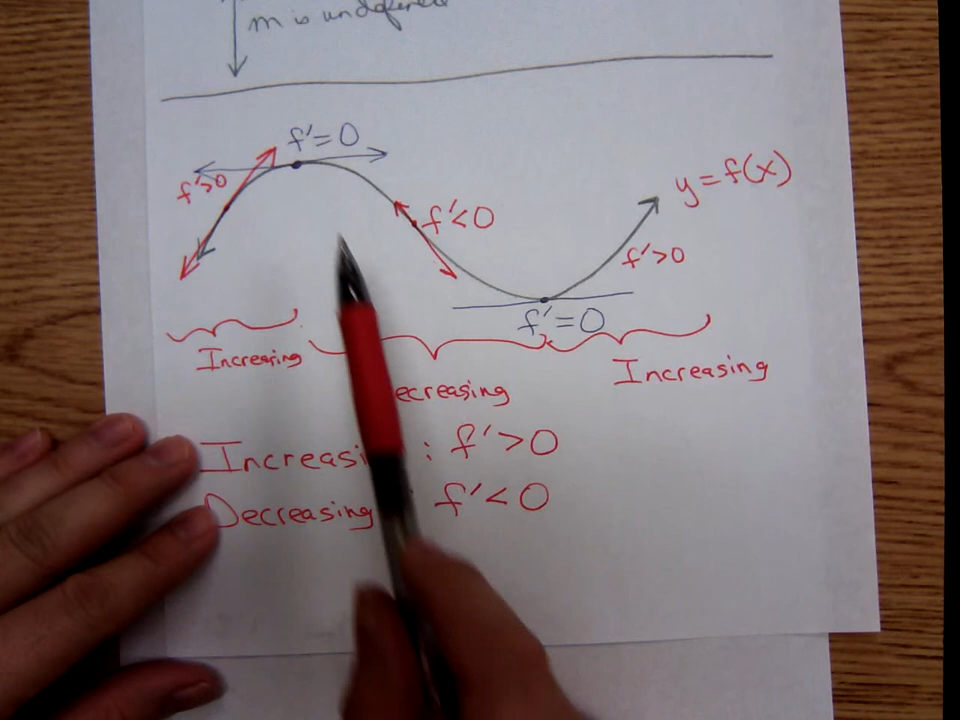 m is undefined
f'=0
f'>0
y=f(x)
f'<0
f'>0
f'=0
Increasing
Increasing
ecreasing
Increasi : f'>0
Decreasing : f'<0